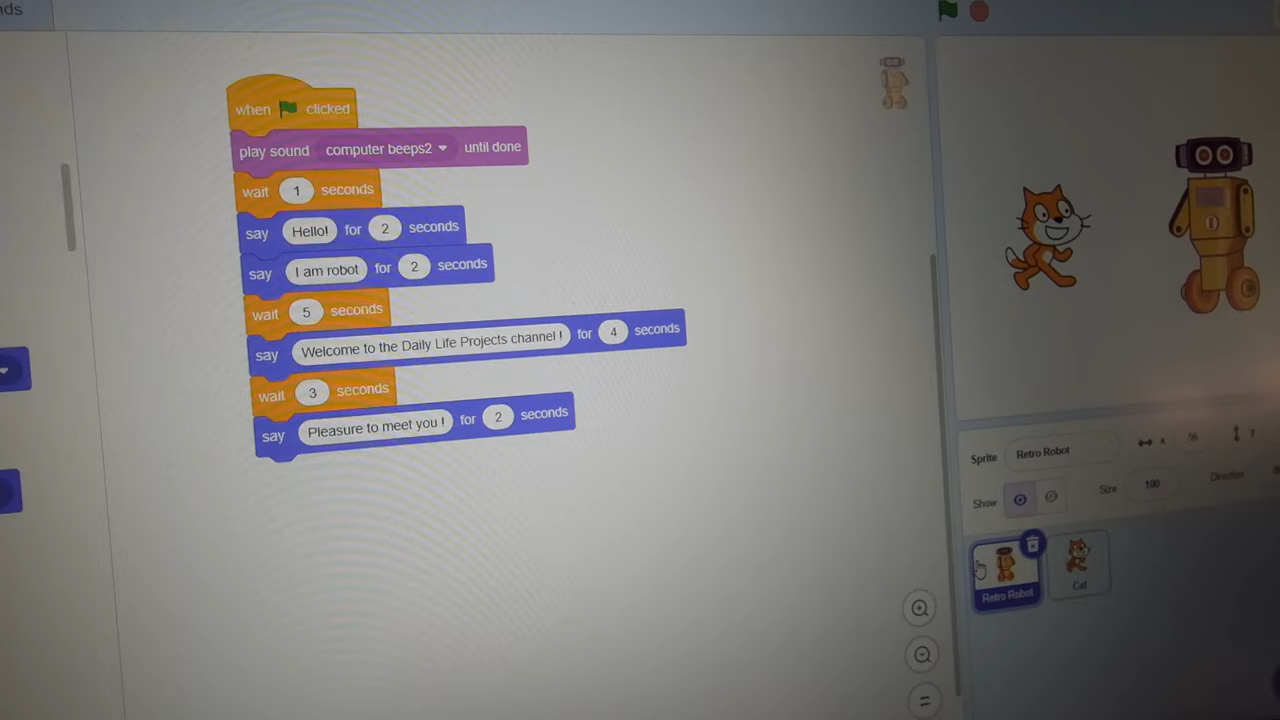 nds
when clicked
play sound computer beeps2 until done
wait 1 seconds
say Hello! for 2 seconds
say I am robot for 2 seconds
wait 5 seconds
say Welcome to the Daily Life Projects channel ! for 4 seconds
wait 3 seconds
say Pleasure to meet you ! for 2 seconds
Sprite Retro Robot x 56 y
Show Size 100 Direction
Retro Robot
Cat